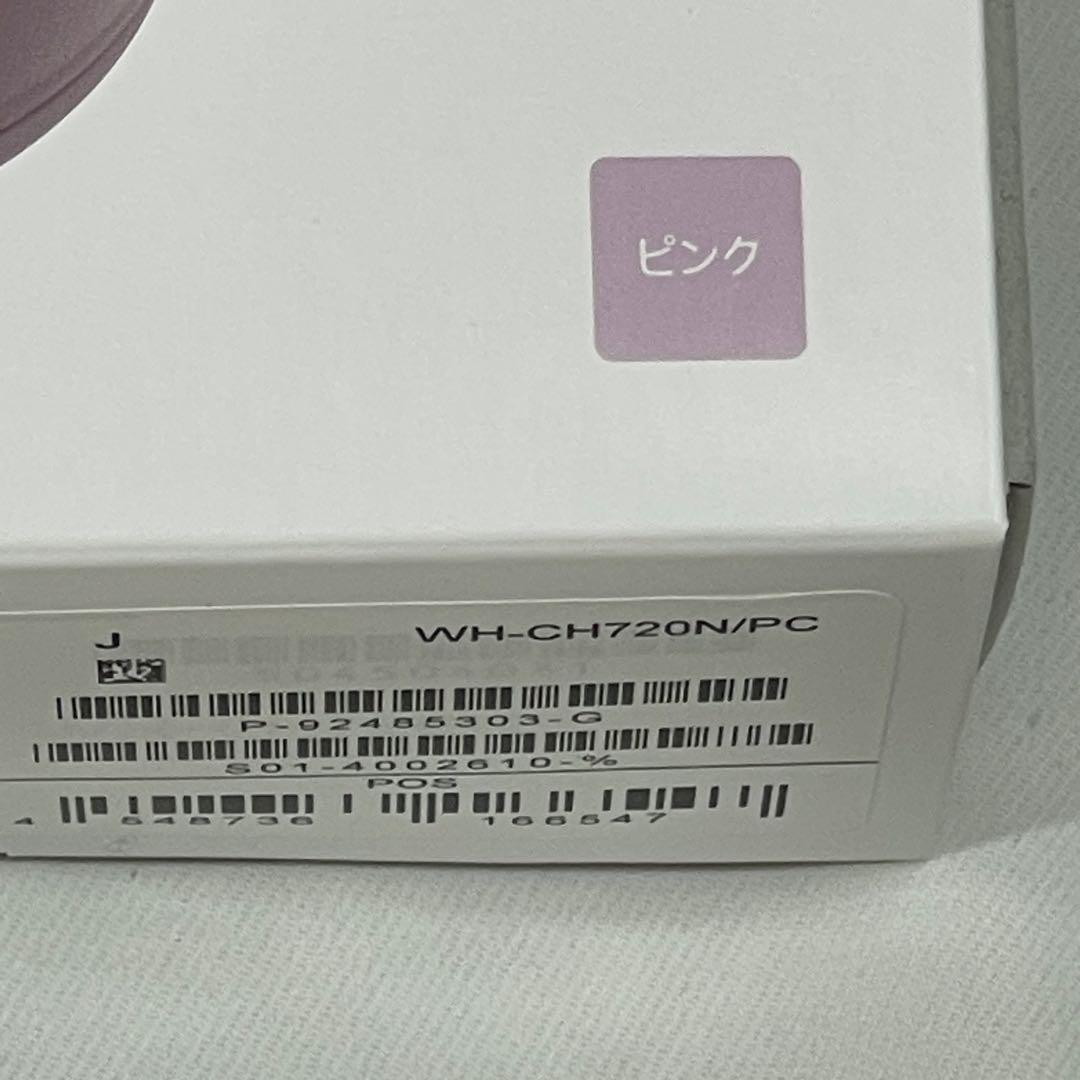 ピンク
J
WH-CH720N/PC
P-92485303-G
S01-4002610-%
POS
4 548736 166547